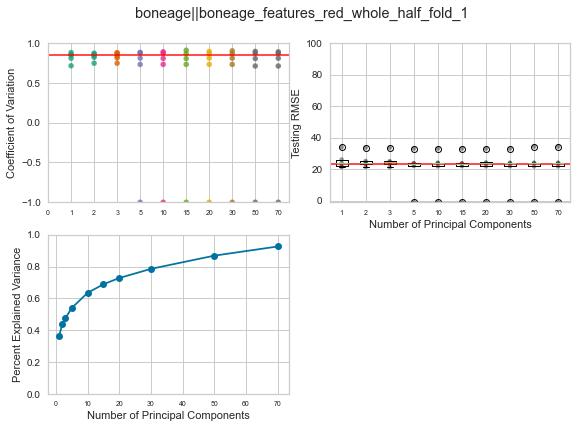 boneage||boneage_features_red_whole_half_fold_1
Coefficient of Variation
1.0
0.5
0.0
−0.5
−1.0
0 1 2 3 5 10 15 20 30 50 70
Testing RMSE
100
80
60
40
20
0
1 2 3 5 10 15 20 30 50 70
Number of Principal Components
Percent Explained Variance
1.0
0.8
0.6
0.4
0.2
0.0
0 10 20 30 40 50 60 70
Number of Principal Components